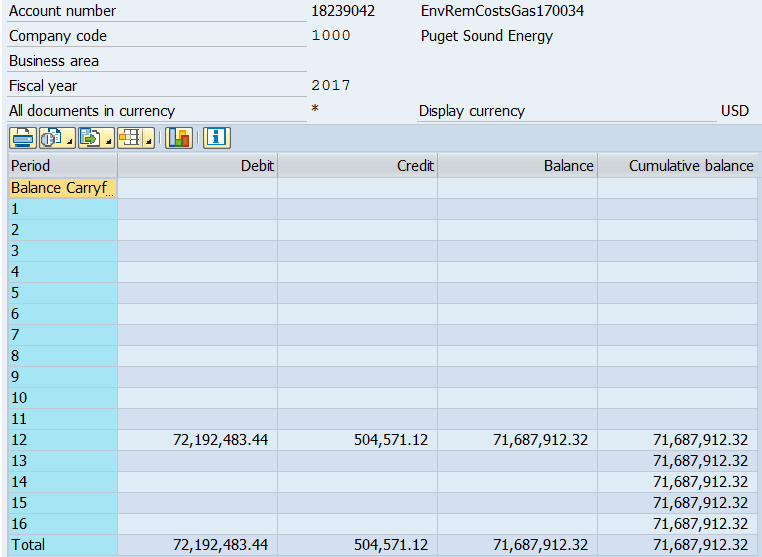 Account number 18239042 EnvRemCostsGas170034
Company code 1000 Puget Sound Energy
Business area
Fiscal year 2017
All documents in currency * Display currency USD
Period Debit Credit Balance Cumulative balance
Balance Carryf...
1
2
3
4
5
6
7
8
9
10
11
12 72,192,483.44 504,571.12 71,687,912.32 71,687,912.32
13 71,687,912.32
14 71,687,912.32
15 71,687,912.32
16 71,687,912.32
Total 72,192,483.44 504,571.12 71,687,912.32 71,687,912.32